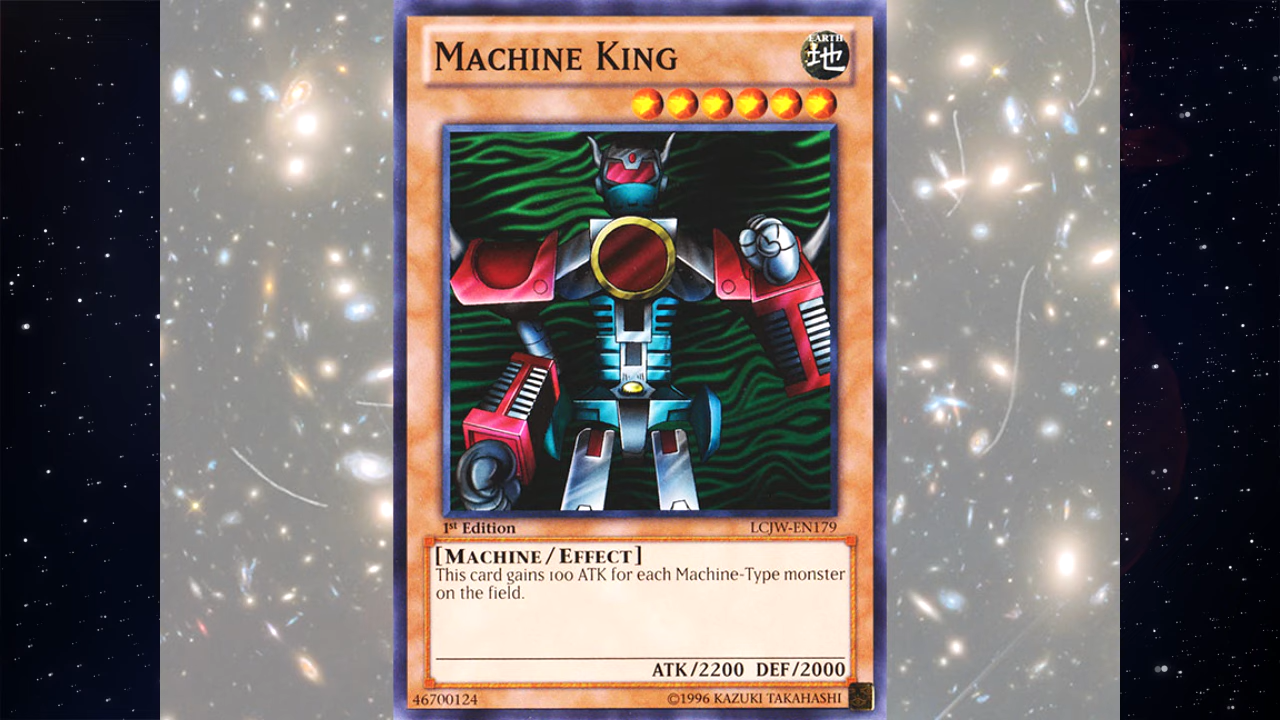 Machine King
EARTH
地
1st Edition
LCJW-EN179
[Machine/Effect]
This card gains 100 ATK for each Machine-Type monster
on the field.
ATK/2200 DEF/2000
46700124
©1996 KAZUKI TAKAHASHI